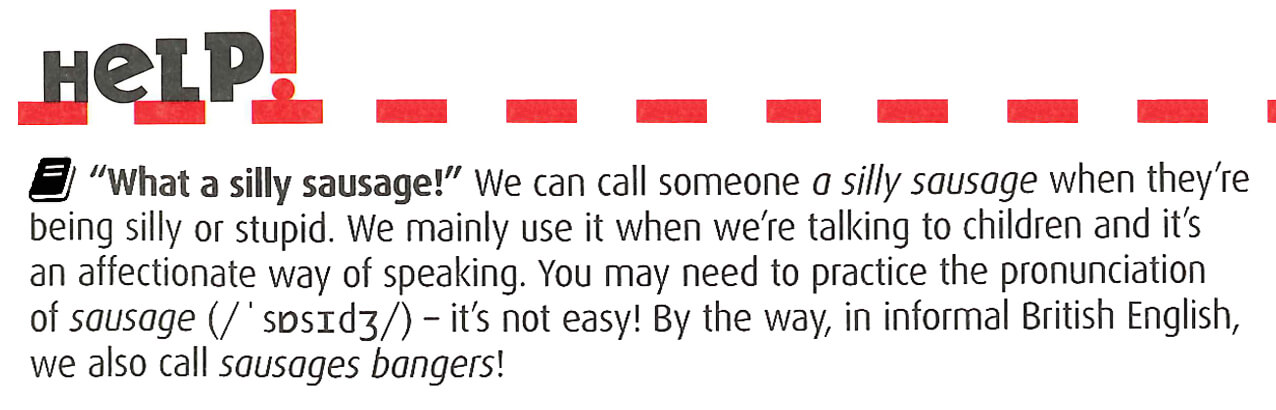 HeLP!
"What a silly sausage!" We can call someone a silly sausage when they're
being silly or stupid. We mainly use it when we're talking to children and it's
an affectionate way of speaking. You may need to practice the pronunciation
of sausage (/ˈsɒsɪdʒ/) – it's not easy! By the way, in informal British English,
we also call sausages bangers!